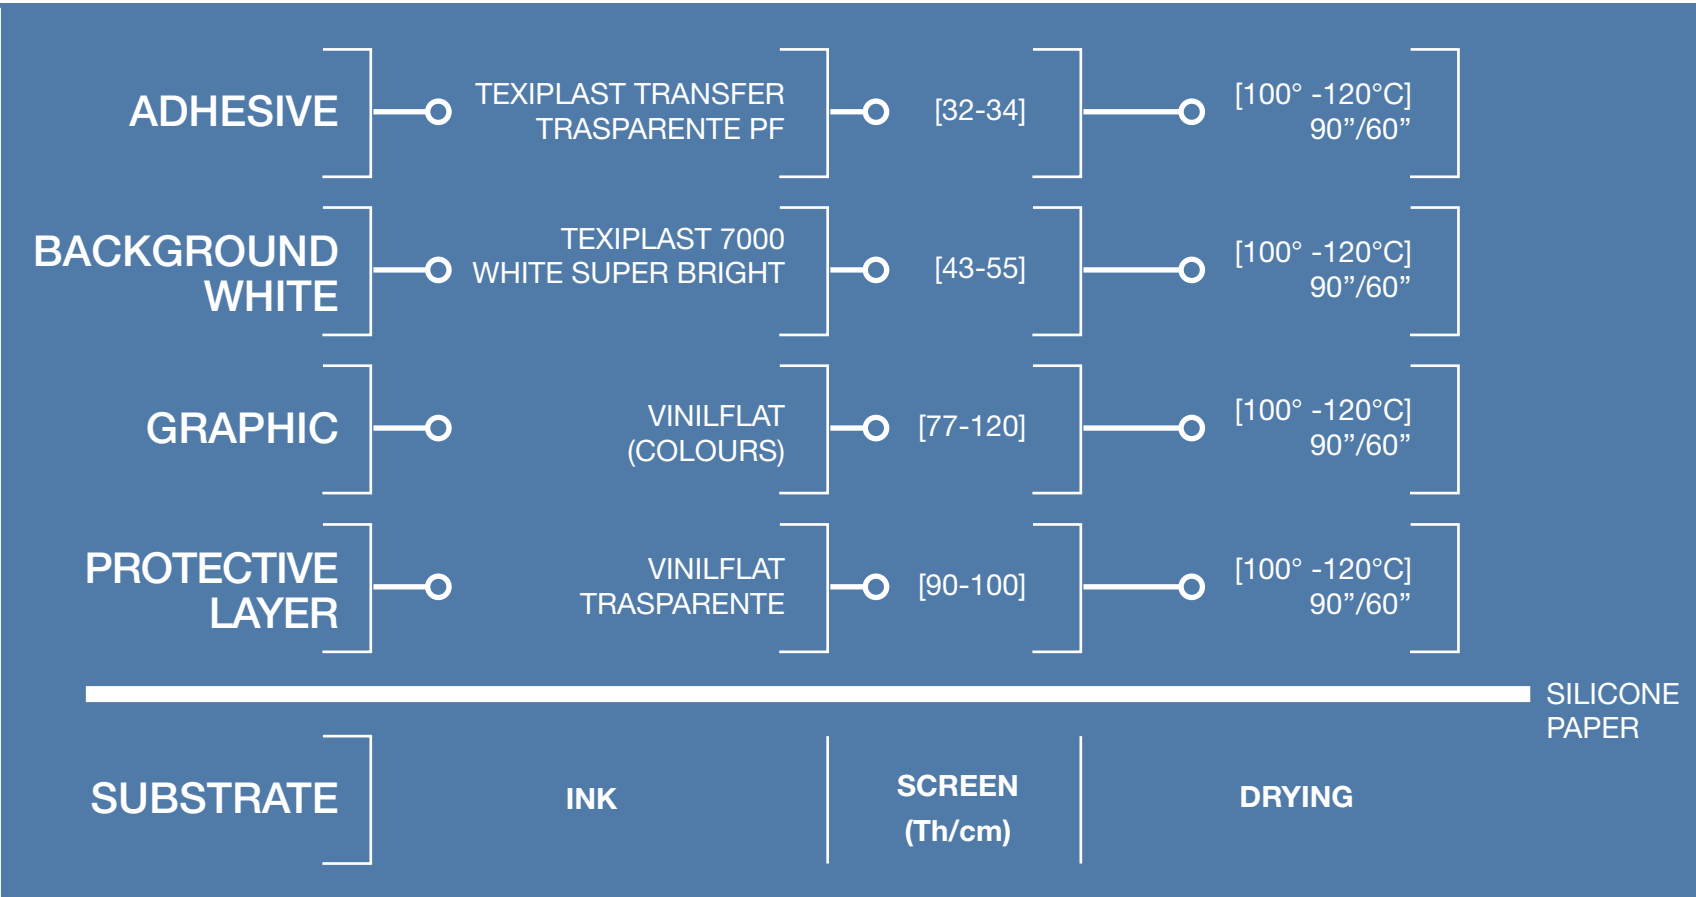 ADHESIVE
TEXIPLAST TRANSFER
TRASPARENTE PF
[32-34]
[100° -120°C]
90”/60”
BACKGROUND
WHITE
TEXIPLAST 7000
WHITE SUPER BRIGHT
[43-55]
[100° -120°C]
90”/60”
GRAPHIC
VINILFLAT
(COLOURS)
[77-120]
[100° -120°C]
90”/60”
PROTECTIVE
LAYER
VINILFLAT
TRASPARENTE
[90-100]
[100° -120°C]
90”/60”
SILICONE
PAPER
SUBSTRATE
INK
SCREEN
(Th/cm)
DRYING